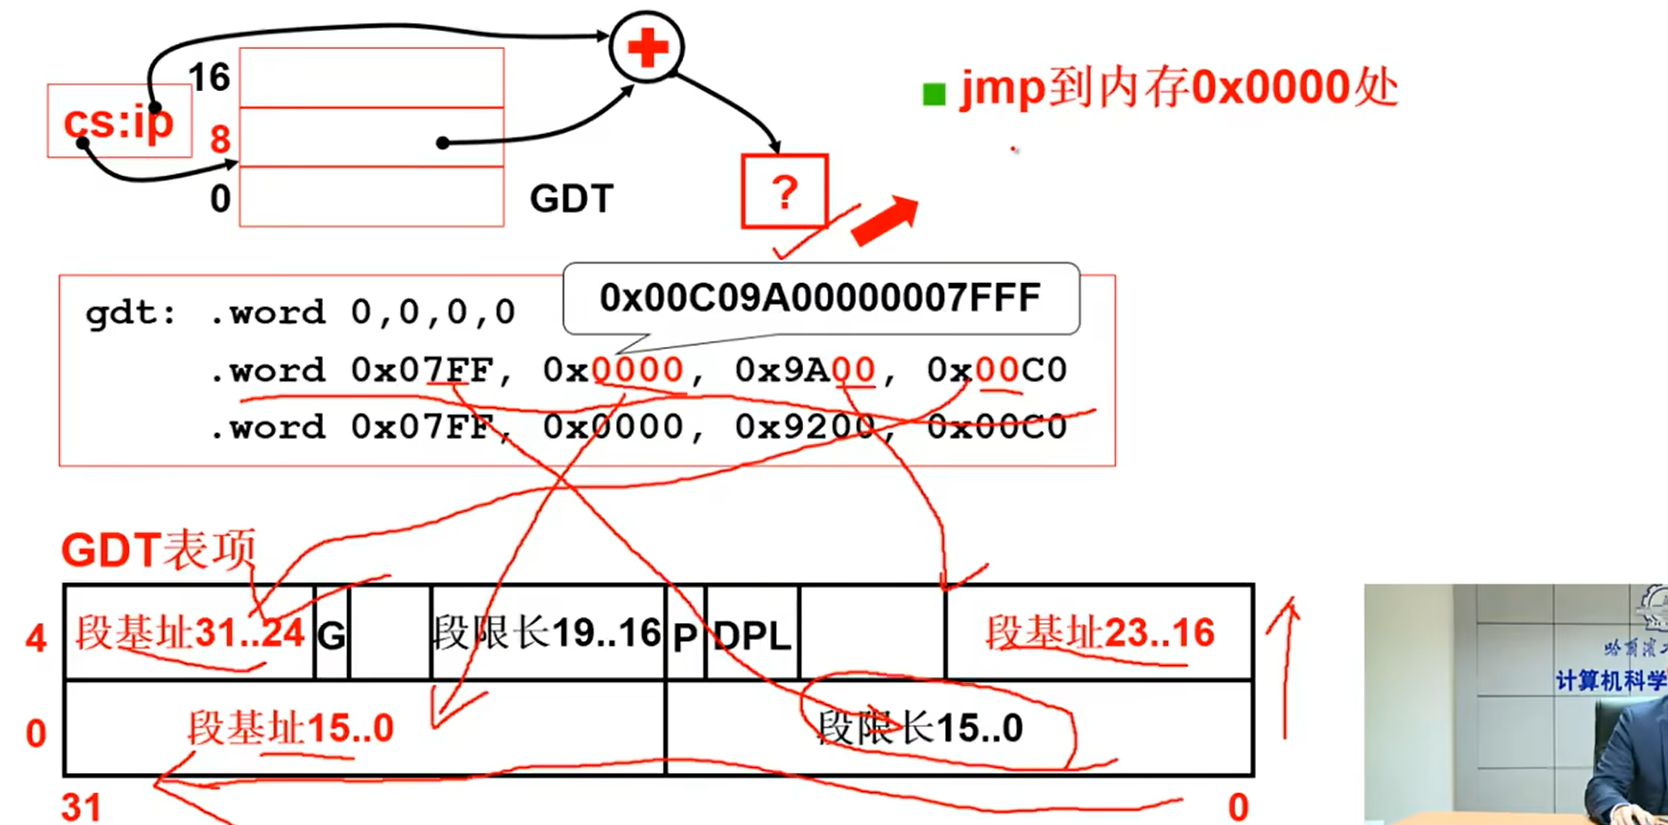 16
cs:ip
8
0
GDT
?
jmp到内存0x0000处
0x00C09A00000007FFF
gdt: .word 0,0,0,0
.word 0x07FF, 0x0000, 0x9A00, 0x00C0
.word 0x07FF, 0x0000, 0x9200, 0x00C0
GDT表项
4 段基址31..24 G 段限长19..16 P DPL 段基址23..16
0 段基址15..0 段限长15..0
31 0
计算机科学